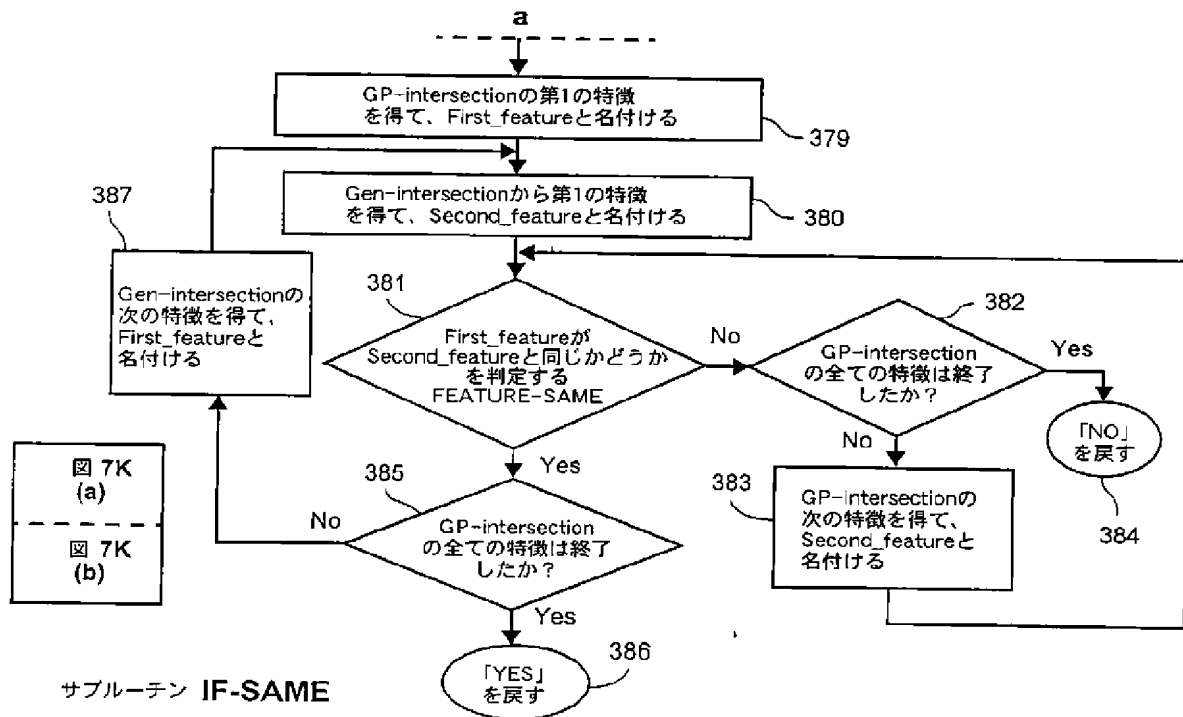 a
GP-intersectionの第1の特徴
を得て、First_featureと名付ける
379
Gen-intersectionから第1の特徴
を得て、Second_featureと名付ける
380
387
Gen-intersectionの
次の特徴を得て、
First_featureと
名付ける
381
First_featureが
Second_featureと同じかどうか
を判定する
FEATURE-SAME
No
382
GP-intersection
の全ての特徴は終了
したか？
Yes
「NO」
を戻す
384
No
383
GP-intersectionの
次の特徴を得て、
Second_featureと
名付ける
Yes
385
GP-intersection
の全ての特徴は終了
したか？
No
Yes
「YES」
を戻す
386
図 7K
(a)
図 7K
(b)
サブルーチン IF-SAME